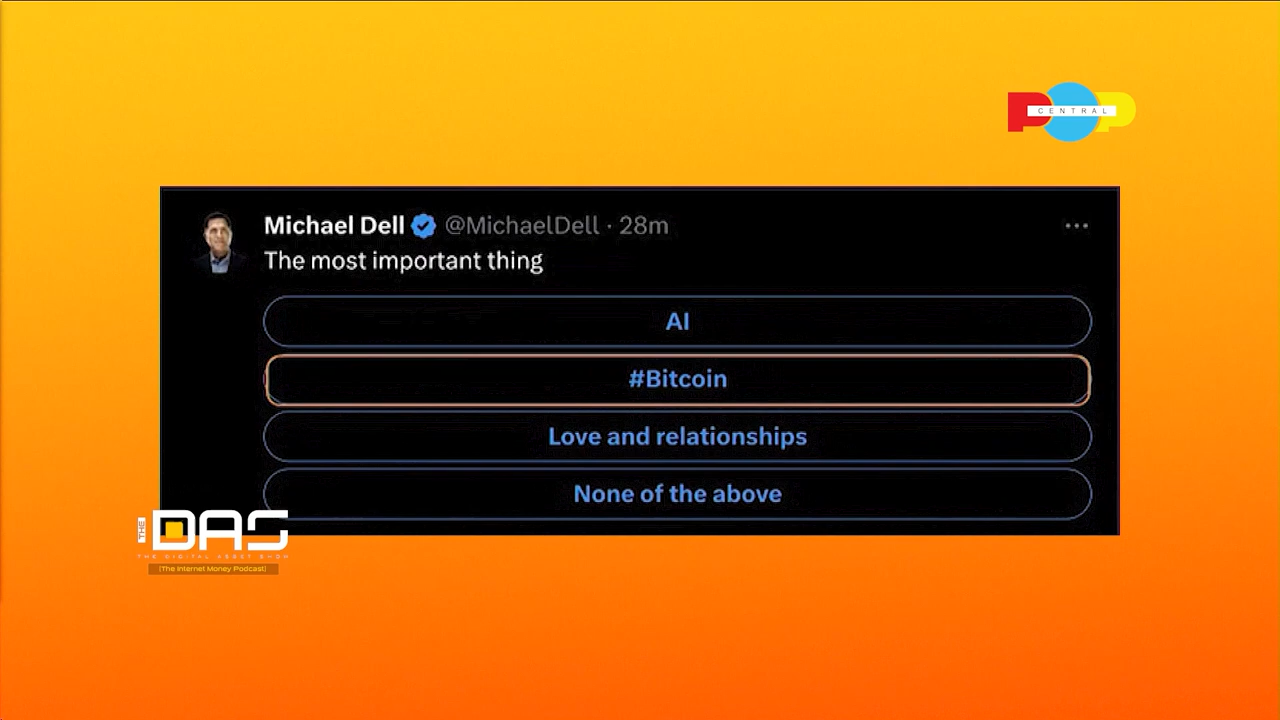 POP
CENTRAL
Michael Dell @MichaelDell · 28m
The most important thing
AI
#Bitcoin
Love and relationships
None of the above
THE DAS
THE DIGITAL ASSET SHOW
[The Internet Money Podcast]